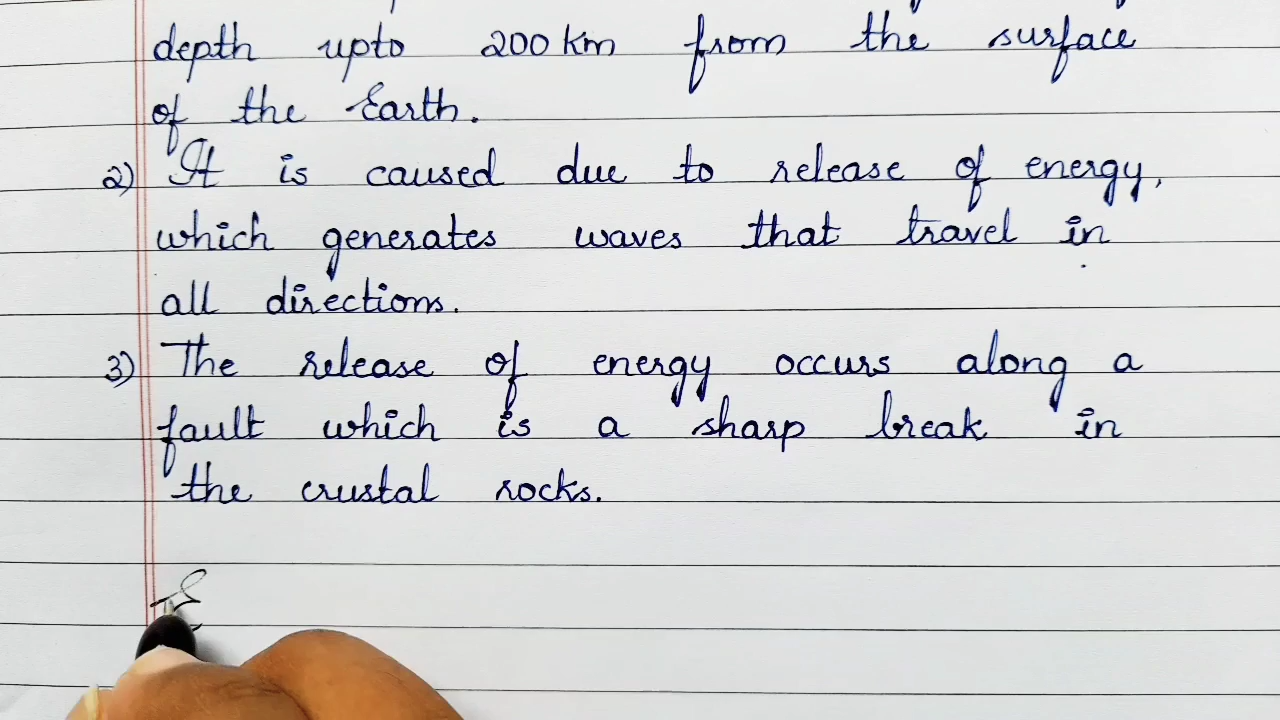 depth upto 200 km from the surface
of the Earth.
2) It is caused due to release of energy,
which generates waves that travel in
all directions.
3) The release of energy occurs along a
fault which is a sharp break in
the crustal rocks.